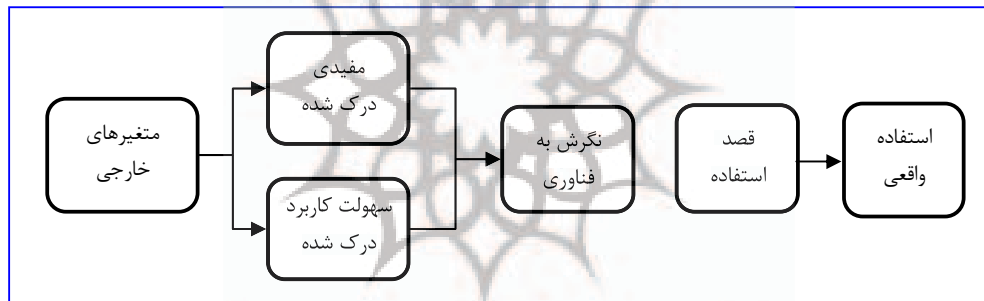 متغیرهای
خارجی
مفیدی
درک شده
سهولت کاربرد
درک شده
نگرش به
فناوری
قصد
استفاده
استفاده
واقعی